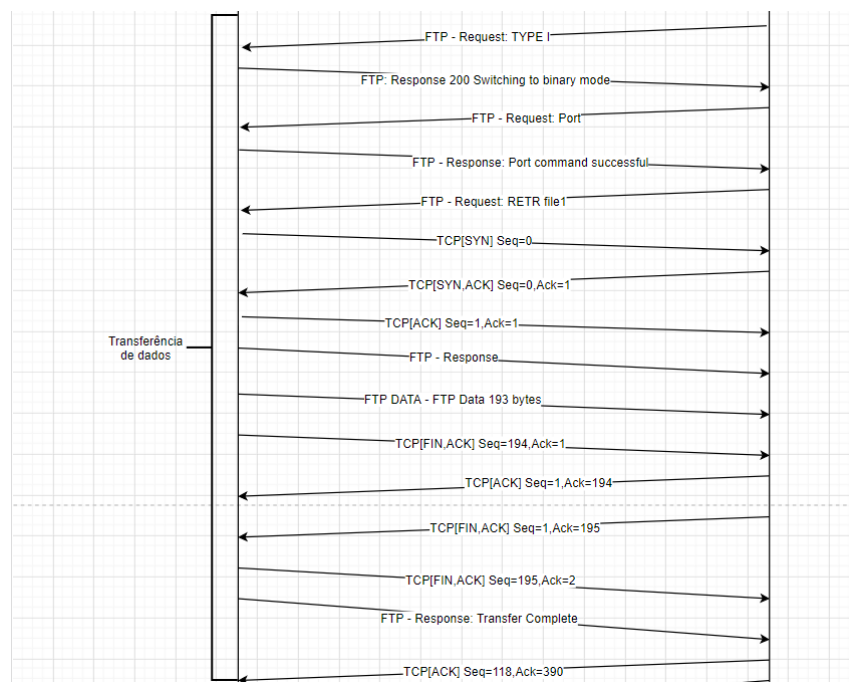 FTP - Request: TYPE I
FTP: Response 200 Switching to binary mode
FTP - Request: Port
FTP - Response: Port command successful
FTP - Request: RETR file1
TCP[SYN] Seq=0
TCP[SYN,ACK] Seq=0,Ack=1
TCP[ACK] Seq=1,Ack=1
Transferência
de dados
FTP - Response
FTP DATA - FTP Data 193 bytes
TCP[FIN,ACK] Seq=194,Ack=1
TCP[ACK] Seq=1,Ack=194
TCP[FIN,ACK] Seq=1,Ack=195
TCP[FIN,ACK] Seq=195,Ack=2
FTP - Response: Transfer Complete
TCP[ACK] Seq=118,Ack=390